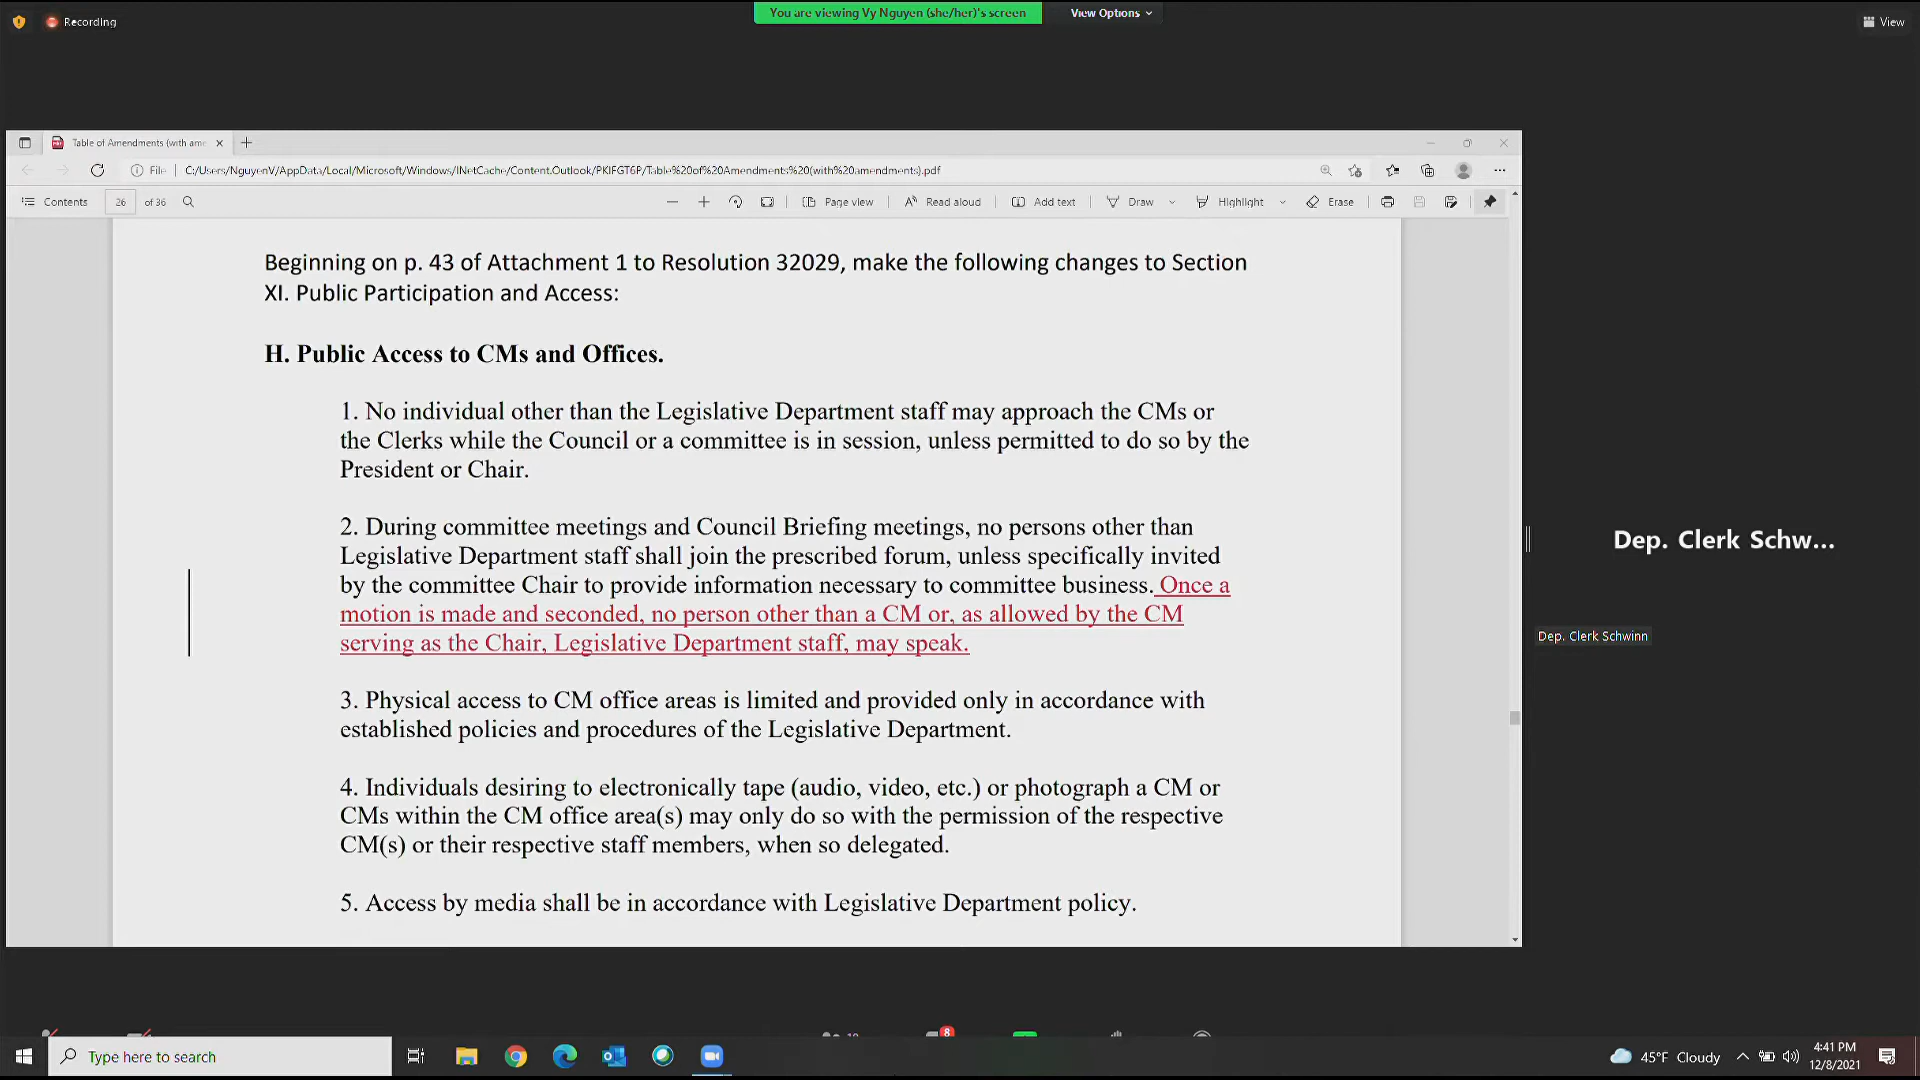 Recording
You are viewing Vy Nguyen (she/her)'s screen
View Options
View
Table of Amendments (with ame
File
C:/Users/NguyenV/AppData/Local/Microsoft/Windows/INetCache/Content.Outlook/PKIFGT6P/Table%20of%20Amendments%20(with%20amendments).pdf
Contents
26
of 36
Page view
Read aloud
Add text
Draw
Highlight
Erase
Beginning on p. 43 of Attachment 1 to Resolution 32029, make the following changes to Section
XI. Public Participation and Access:
H. Public Access to CMs and Offices.
1. No individual other than the Legislative Department staff may approach the CMs or
the Clerks while the Council or a committee is in session, unless permitted to do so by the
President or Chair.
2. During committee meetings and Council Briefing meetings, no persons other than
Legislative Department staff shall join the prescribed forum, unless specifically invited
by the committee Chair to provide information necessary to committee business. Once a
motion is made and seconded, no person other than a CM or, as allowed by the CM
serving as the Chair, Legislative Department staff, may speak.
3. Physical access to CM office areas is limited and provided only in accordance with
established policies and procedures of the Legislative Department.
4. Individuals desiring to electronically tape (audio, video, etc.) or photograph a CM or
CMs within the CM office area(s) may only do so with the permission of the respective
CM(s) or their respective staff members, when so delegated.
5. Access by media shall be in accordance with Legislative Department policy.
Dep. Clerk Schw...
Dep. Clerk Schwinn
8
Type here to search
45°F Cloudy
4:41 PM
12/8/2021